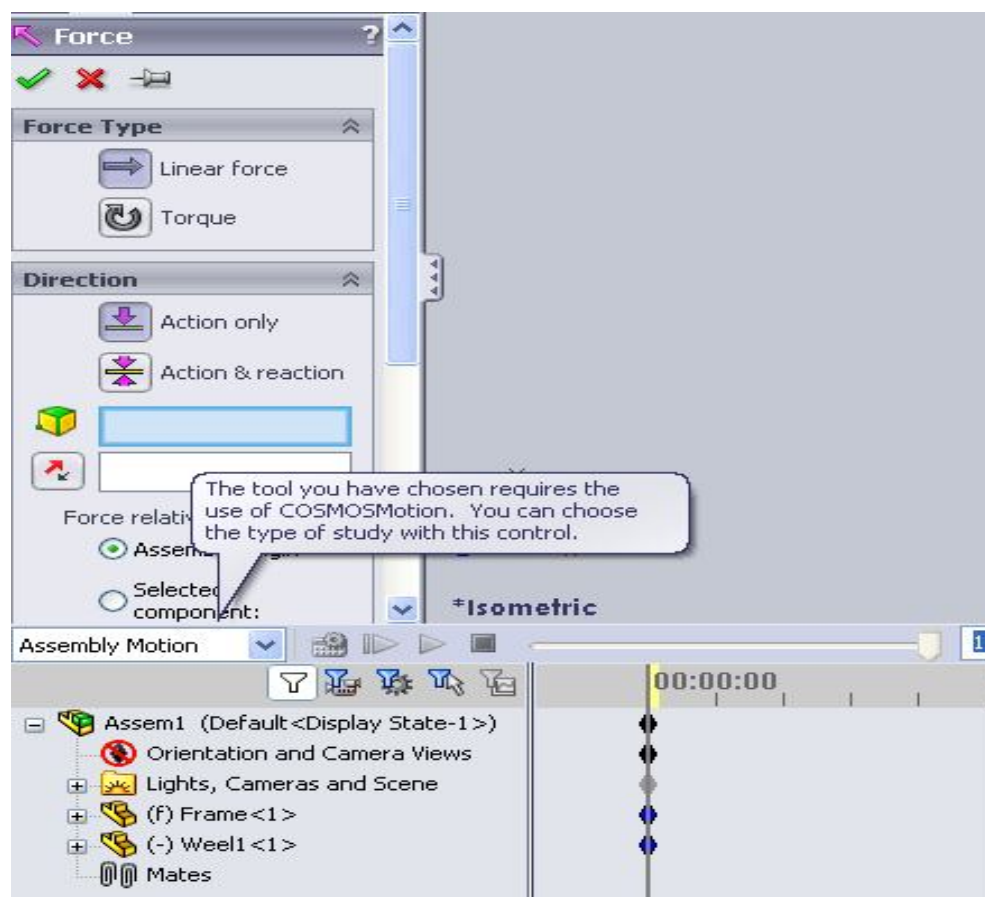 Force ?
Force Type
Linear force
Torque
Direction
Action only
Action & reaction
The tool you have chosen requires the
use of COSMOSMotion. You can choose
the type of study with this control.
Force relati
Assem
Selected
component:
*Isometric
Assembly Motion
1
00:00:00
Assem1 (Default<Display State-1>)
Orientation and Camera Views
Lights, Cameras and Scene
(f) Frame<1>
(-) Weel1<1>
Mates